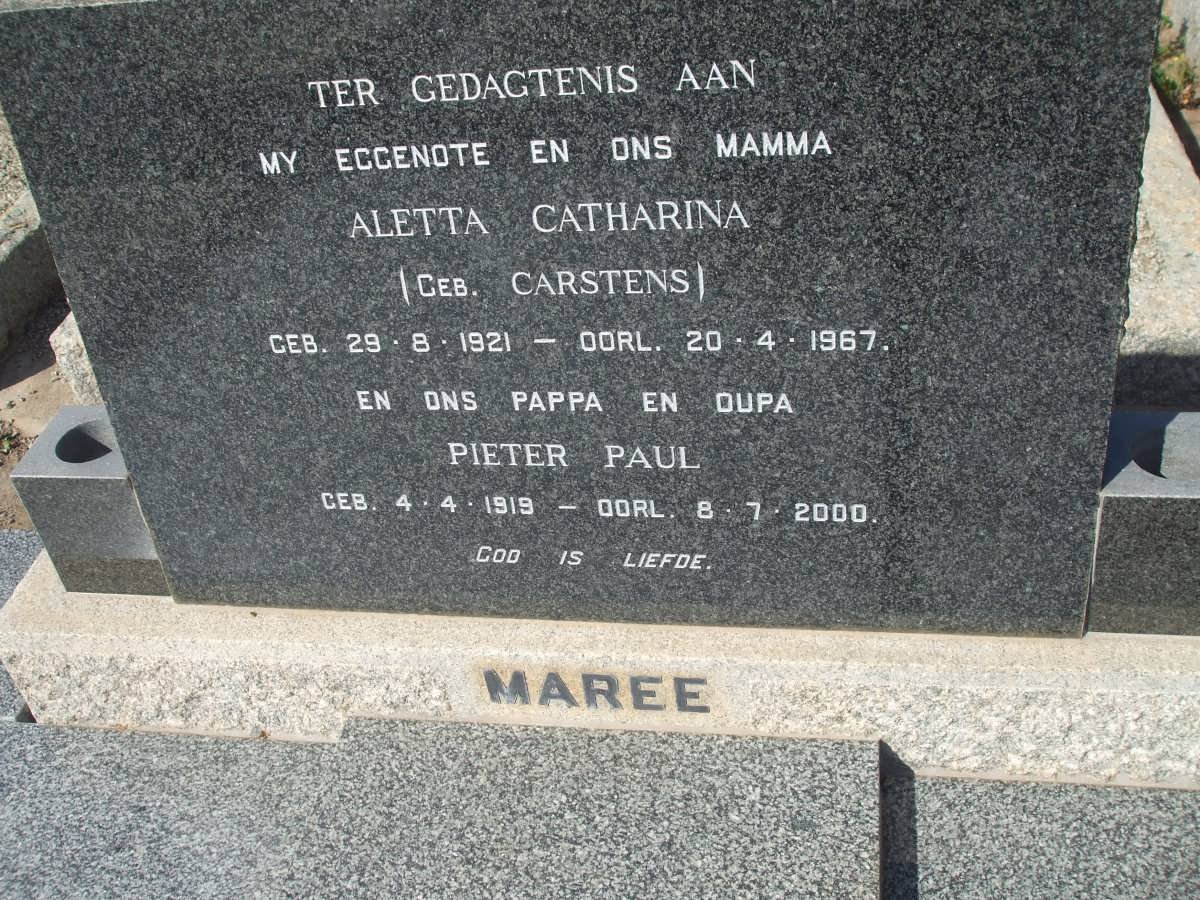 TER GEDAGTENIS AAN
MY EGGENOTE EN ONS MAMMA
ALETTA CATHARINA
(GEB. CARSTENS)
GEB. 29·8·1921 — OORL. 20·4·1967.
EN ONS PAPPA EN OUPA
PIETER PAUL
GEB. 4·4·1919 — OORL. 8·7·2000.
GOD IS LIEFDE.
MAREE